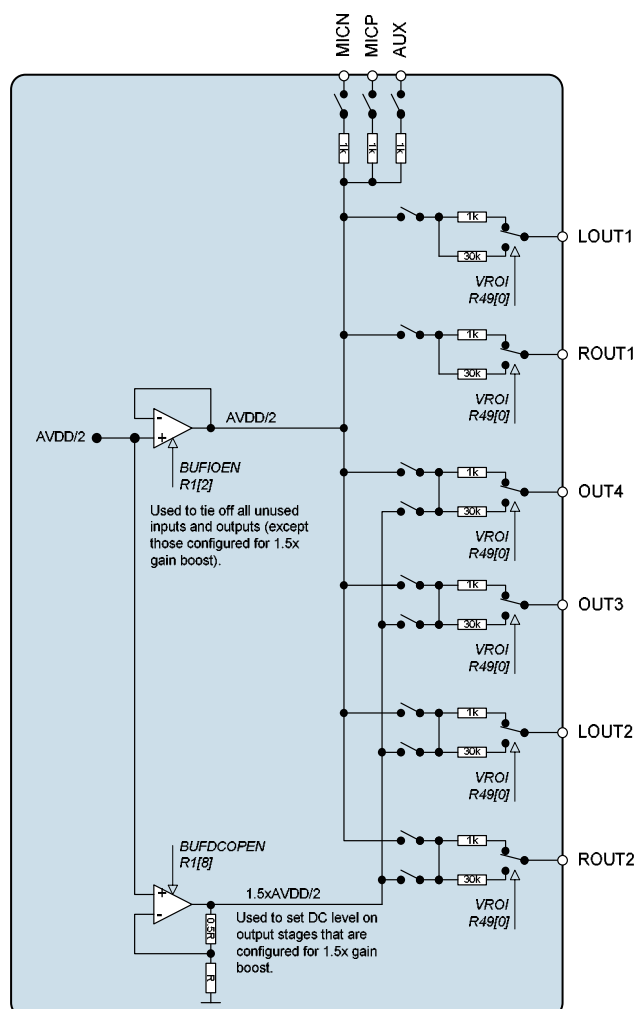 MICN MICP AUX
1k 1k 1k
1k
LOUT1
30k
VROI
R49[0]
1k
ROUT1
30k
VROI
R49[0]
AVDD/2
-
+
AVDD/2
BUFIOEN
R1[2]
Used to tie off all unused
inputs and outputs (except
those configured for 1.5x
gain boost).
1k
OUT4
30k
VROI
R49[0]
1k
OUT3
30k
VROI
R49[0]
1k
LOUT2
30k
VROI
R49[0]
1k
ROUT2
30k
VROI
R49[0]
BUFDCOPEN
R1[8]
+
-
1.5xAVDD/2
0.5R
R
Used to set DC level on
output stages that are
configured for 1.5x gain
boost.